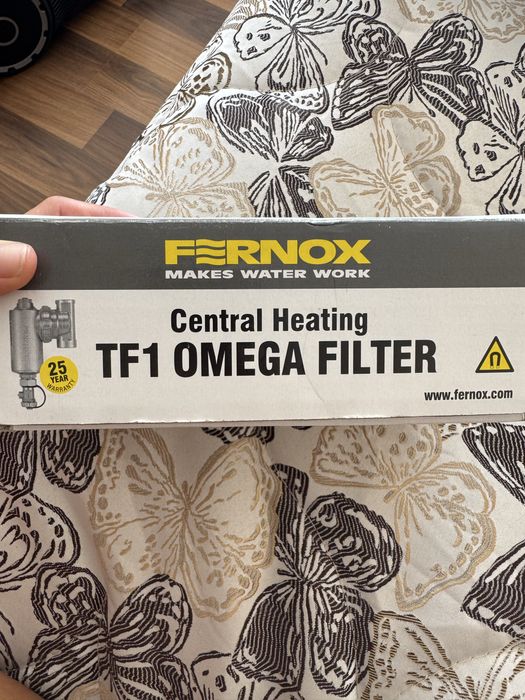 FERNOX
MAKES WATER WORK
Central Heating
TF1 OMEGA FILTER
25
YEAR
WARRANTY
www.fernox.com